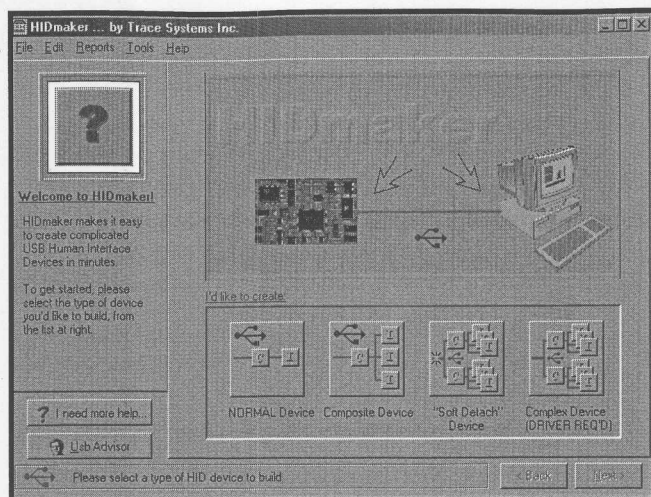 HIDmaker ... by Trace Systems Inc.
File Edit Reports Tools Help
HIDmaker
Welcome to HIDmaker!
HIDmaker makes it easy
to create complicated
USB Human Interface
Devices in minutes.
To get started, please
select the type of device
you'd like to build, from
the list at right.
? I need more help...
Usb Advisor
I'd like to create:
C I
C I I I
NORMAL Device
Composite Device
"Soft Detach"
Device
Complex Device
(DRIVER REQ'D)
Please select a type of HID device to build
< Back
Next >